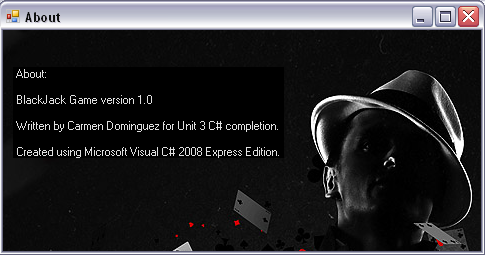 About
About:
BlackJack Game version 1.0
Written by Carmen Dominguez for Unit 3 C# completion.
Created using Microsoft Visual C# 2008 Express Edition.